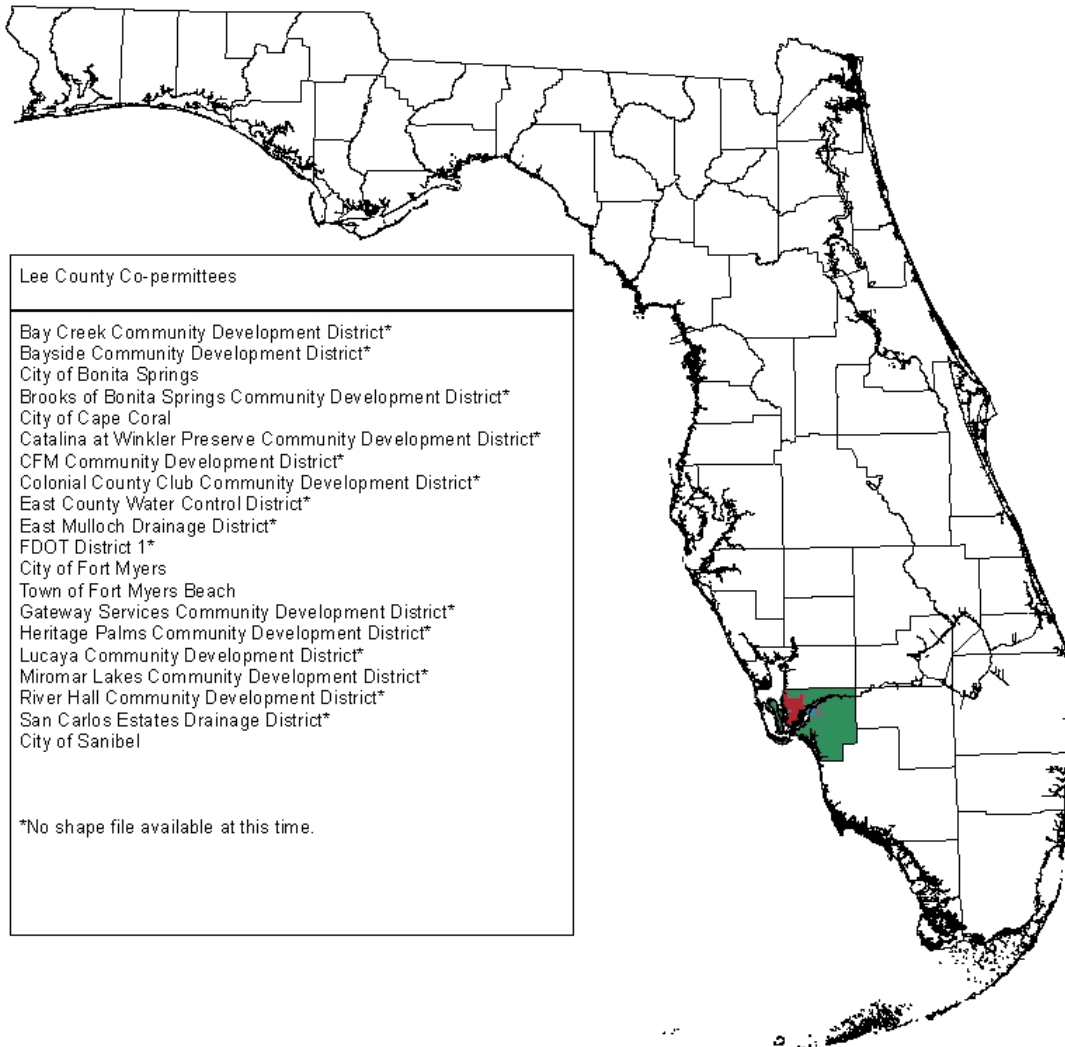 Lee County Co-permittees
Bay Creek Community Development District*
Bayside Community Development District*
City of Bonita Springs
Brooks of Bonita Springs Community Development District*
City of Cape Coral
Catalina at Winkler Preserve Community Development District*
CFM Community Development District*
Colonial County Club Community Development District*
East County Water Control District*
East Mulloch Drainage District*
FDOT District 1*
City of Fort Myers
Town of Fort Myers Beach
Gateway Services Community Development District*
Heritage Palms Community Development District*
Lucaya Community Development District*
Miromar Lakes Community Development District*
River Hall Community Development District*
San Carlos Estates Drainage District*
City of Sanibel
*No shape file available at this time.